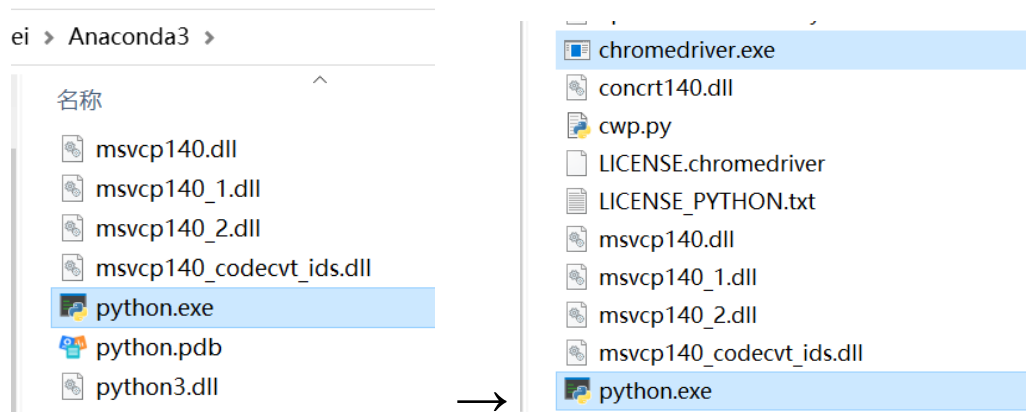 ei > Anaconda3 >
名称
msvcp140.dll
msvcp140_1.dll
msvcp140_2.dll
msvcp140_codecvt_ids.dll
python.exe
python.pdb
python3.dll
→
chromedriver.exe
concrt140.dll
cwp.py
LICENSE.chromedriver
LICENSE_PYTHON.txt
msvcp140.dll
msvcp140_1.dll
msvcp140_2.dll
msvcp140_codecvt_ids.dll
python.exe